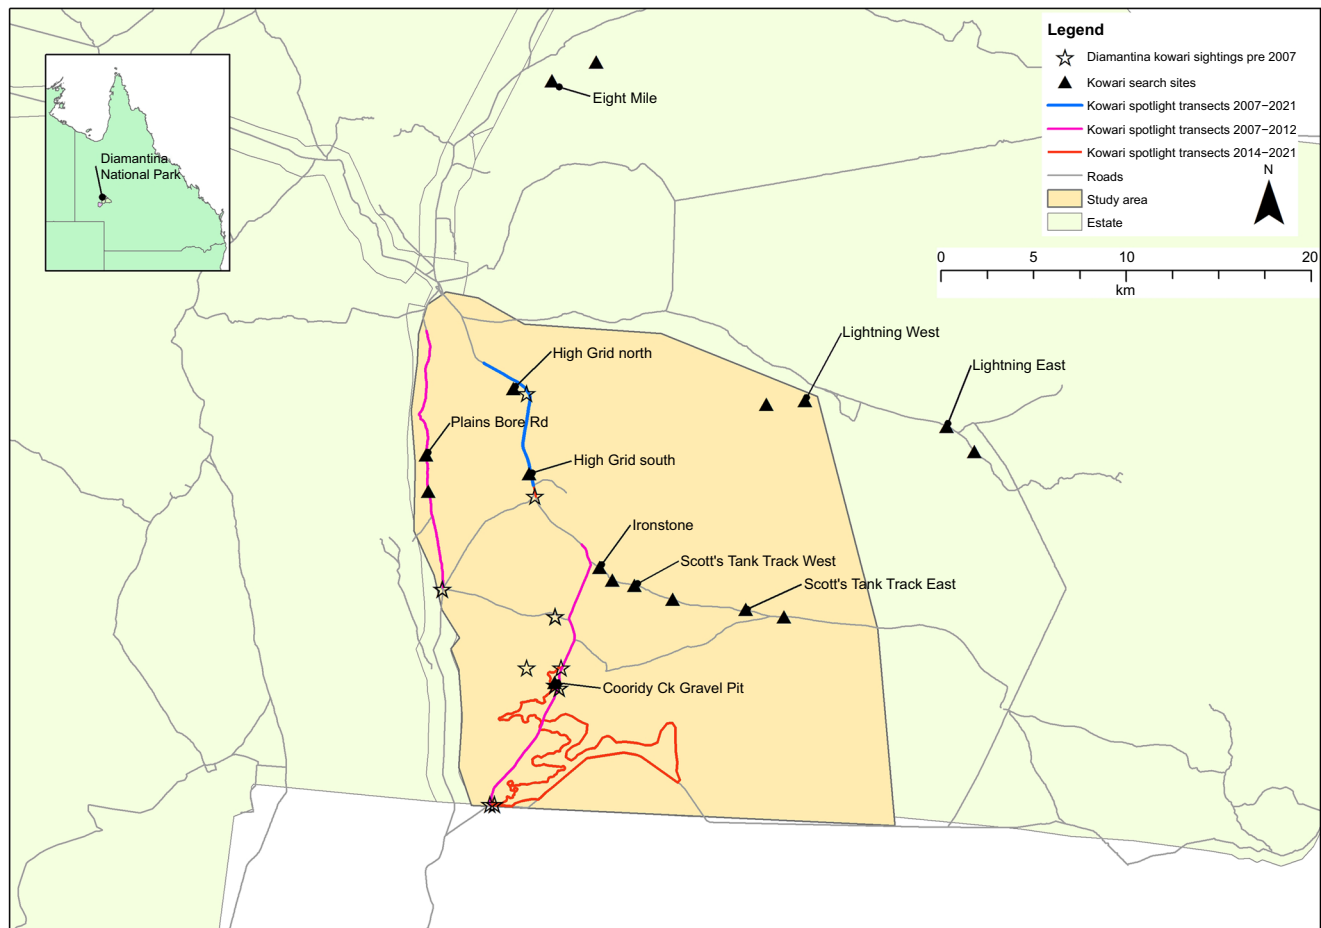 Legend
Diamantina kowari sightings pre 2007
Kowari search sites
Kowari spotlight transects 2007−2021
Kowari spotlight transects 2007−2012
Kowari spotlight transects 2014−2021
Roads
Study area
Estate
N
0 5 10 20
km
Diamantina
National Park
Eight Mile
Lightning West
High Grid north
Lightning East
Plains Bore Rd
High Grid south
Ironstone
Scott's Tank Track West
Scott's Tank Track East
Cooridy Ck Gravel Pit